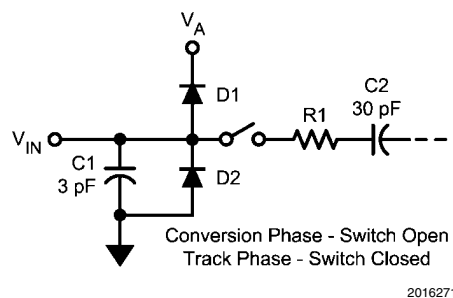 VA
D1
C2
30 pF
R1
VIN
C1
3 pF
D2
Conversion Phase - Switch Open
Track Phase - Switch Closed
2016271